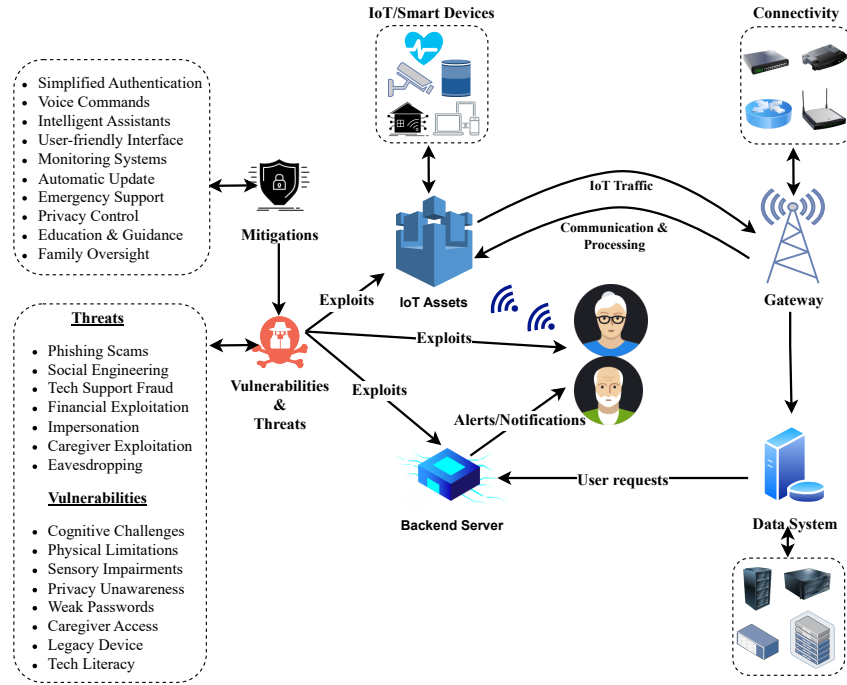 IoT/Smart Devices
Connectivity
Simplified Authentication
Voice Commands
Intelligent Assistants
User-friendly Interface
Monitoring Systems
Automatic Update
Emergency Support
Privacy Control
Education & Guidance
Family Oversight
Mitigations
IoT Traffic
Communication &
Processing
IoT Assets
Gateway
Exploits
Exploits
Exploits
Threats
Phishing Scams
Social Engineering
Tech Support Fraud
Financial Exploitation
Impersonation
Caregiver Exploitation
Eavesdropping
Vulnerabilities
&
Threats
Alerts/Notifications
Vulnerabilities
Cognitive Challenges
Physical Limitations
Sensory Impairments
Privacy Unawareness
Weak Passwords
Caregiver Access
Legacy Device
Tech Literacy
Backend Server
User requests
Data System